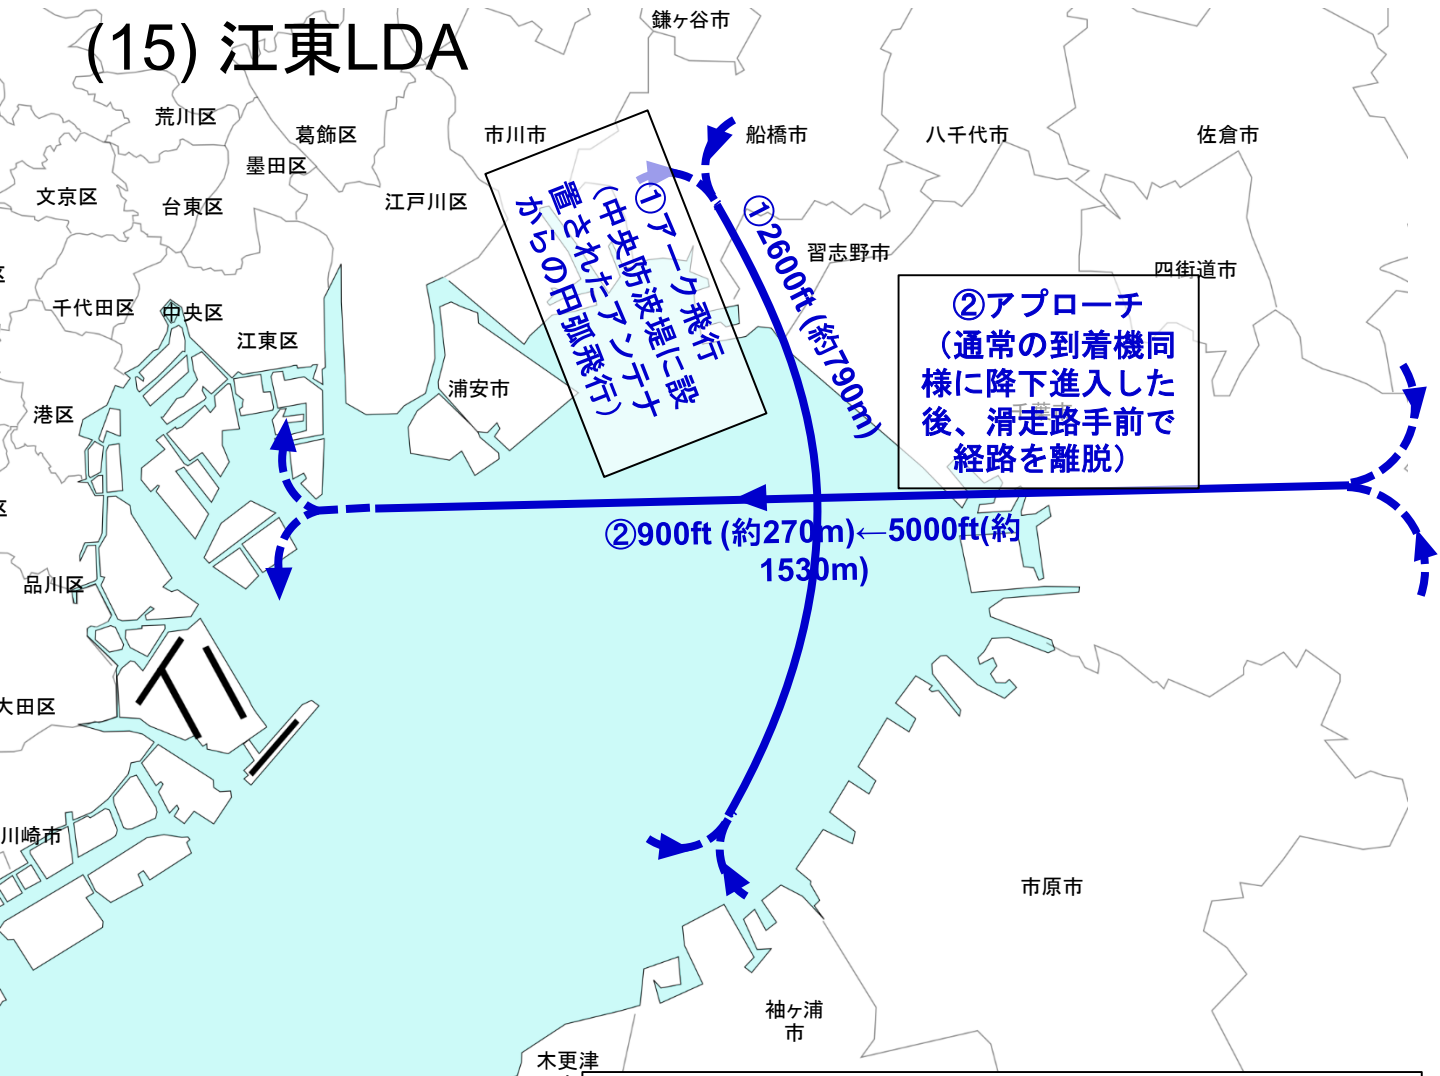 (15) 江東LDA
鎌ヶ谷市
荒川区
葛飾区
市川市
船橋市
八千代市
佐倉市
墨田区
文京区
台東区
江戸川区
①アーク飛行
（中央防波堤に設
置されたアンテナ
からの円弧飛行）
①2600ft (約790m)
習志野市
四街道市
区
千代田区
中央区
江東区
②アプローチ
（通常の到着機同
様に降下進入した
後、滑走路手前で
経路を離脱）
千葉市
浦安市
港区
区
②900ft (約270m)←5000ft(約
1530m)
品川区
大田区
川崎市
市原市
袖ヶ浦
市
木更津